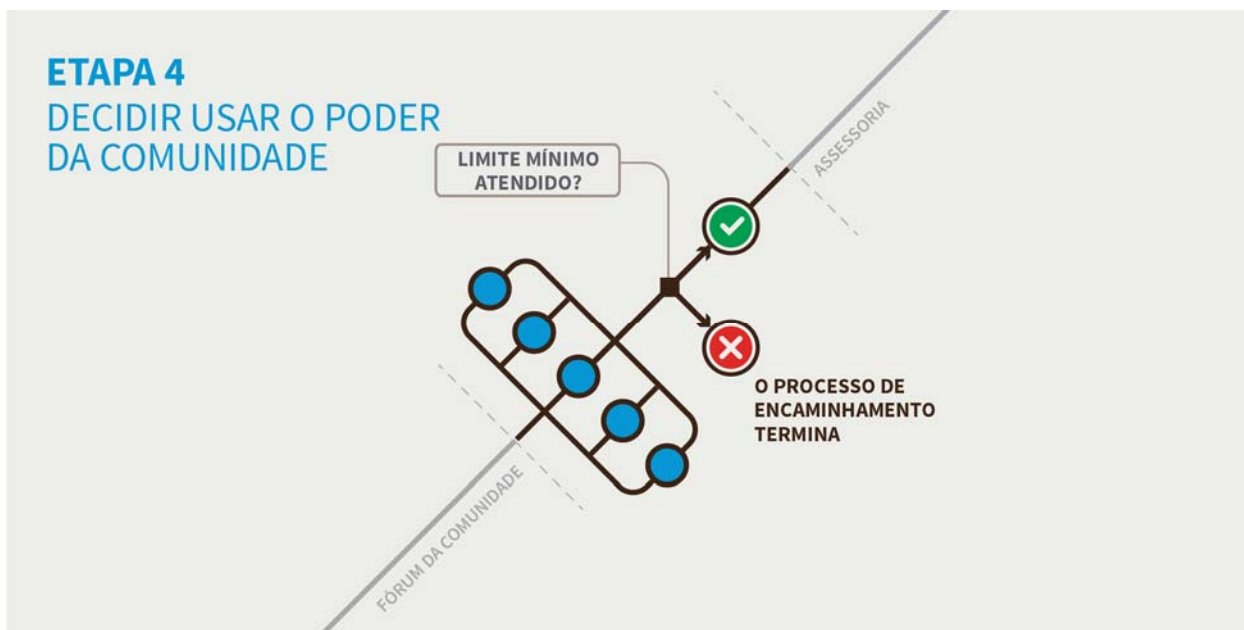 ETAPA 4
DECIDIR USAR O PODER
DA COMUNIDADE
LIMITE MÍNIMO
ATENDIDO?
ASSESSORIA
O PROCESSO DE
ENCAMINHAMENTO
TERMINA
FÓRUM DA COMUNIDADE